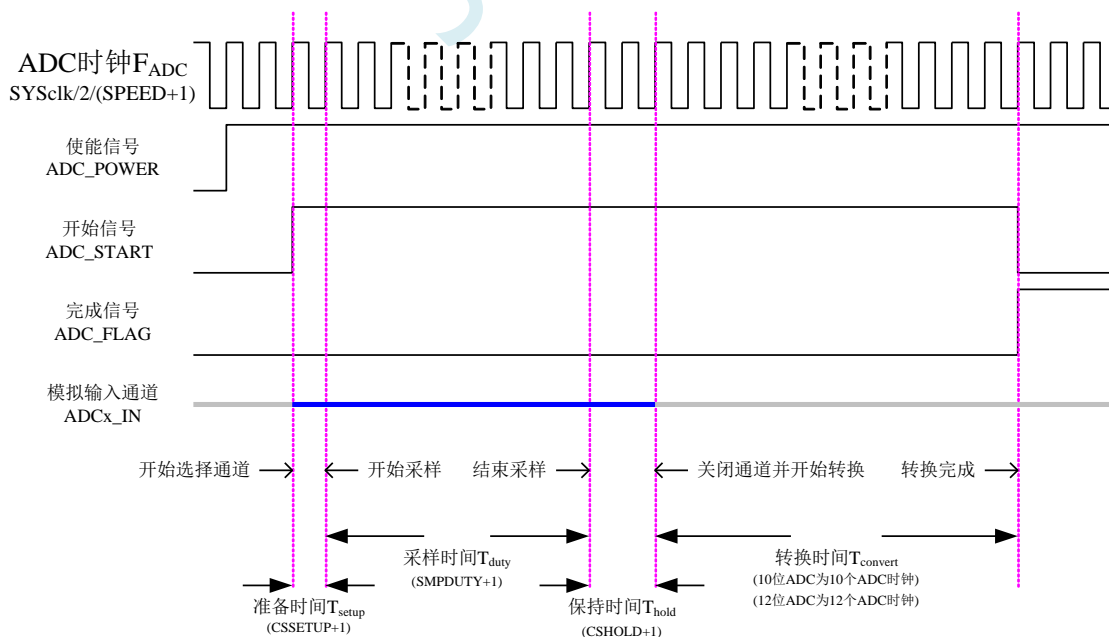 ADC时钟FADC
SYSclk/2/(SPEED+1)
使能信号
ADC_POWER
开始信号
ADC_START
完成信号
ADC_FLAG
模拟输入通道
ADCx_IN
开始选择通道
开始采样
结束采样
关闭通道并开始转换
转换完成
采样时间Tduty
(SMPDUTY+1)
转换时间Tconvert
(10位ADC为10个ADC时钟)
(12位ADC为12个ADC时钟)
准备时间Tsetup
(CSSETUP+1)
保持时间Thold
(CSHOLD+1)